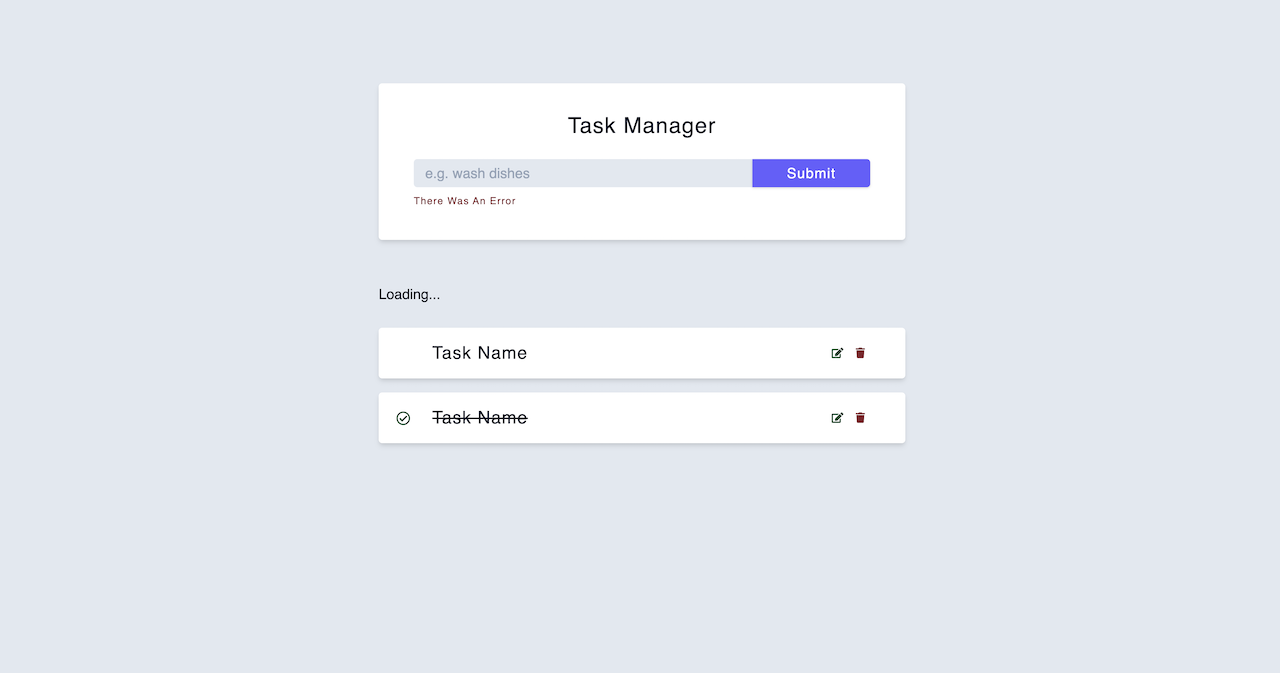 Task Manager
e.g. wash dishes
Submit
There Was An Error
Loading...
Task Name
Task Name